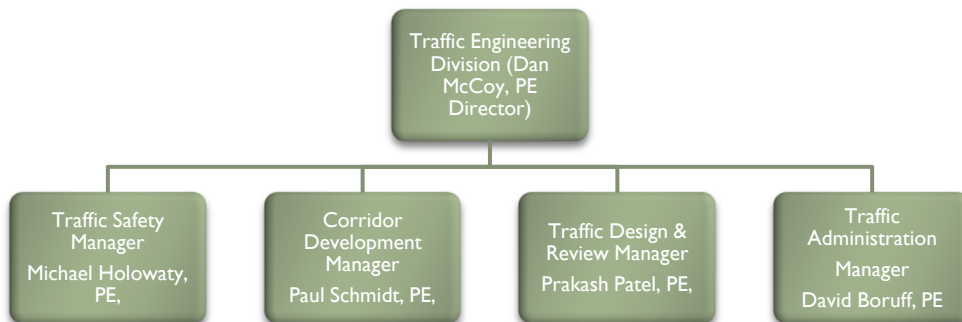 Traffic Engineering
Division (Dan
McCoy, PE
Director)
Traffic Safety
Manager
Michael Holowaty,
PE,
Corridor
Development
Manager
Paul Schmidt, PE,
Traffic Design &
Review Manager
Prakash Patel, PE,
Traffic
Administration
Manager
David Boruff, PE